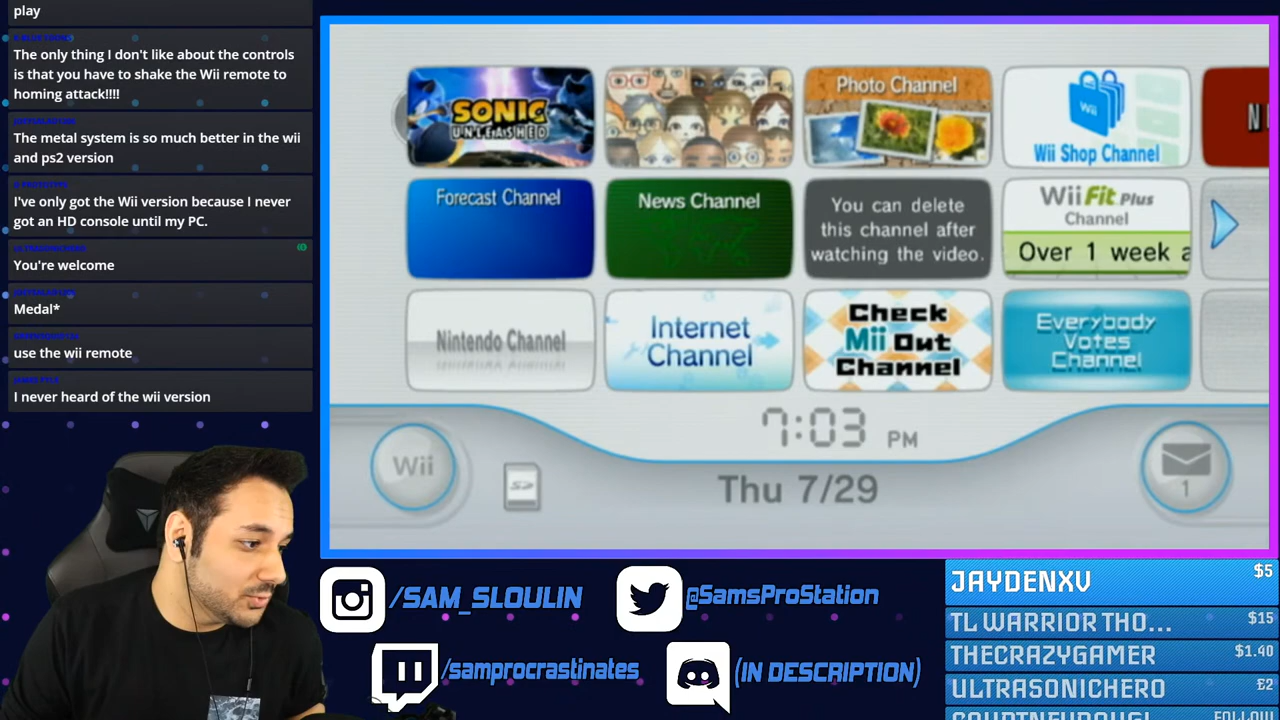 play
The only thing I don't like about the controls
is that you have to shake the Wii remote to
homing attack!!!!
The metal system is so much better in the wii
and ps2 version
I've only got the Wii version because I never
got an HD console until my PC.
You're welcome
Medal*
use the wii remote
I never heard of the wii version
SONIC
UNLEASHED
Photo Channel
Wii
Wii Shop Channel
N
Forecast Channel
News Channel
You can delete
this channel after
watching the video.
Wii Fit Plus
Channel
Over 1 week a
Nintendo Channel
Internet
Channel
Check
Mii Out
Channel
Everybody
Votes
Channel
7:03 PM
Wii
Thu 7/29
1
/SAM_SLOULIN
@SamsProStation
/samprocrastinates
(IN DESCRIPTION)
JAYDENXV $5
TL WARRIOR THO... $15
THECRAZYGAMER $1.40
ULTRASONICHERO £2
FOLLOW